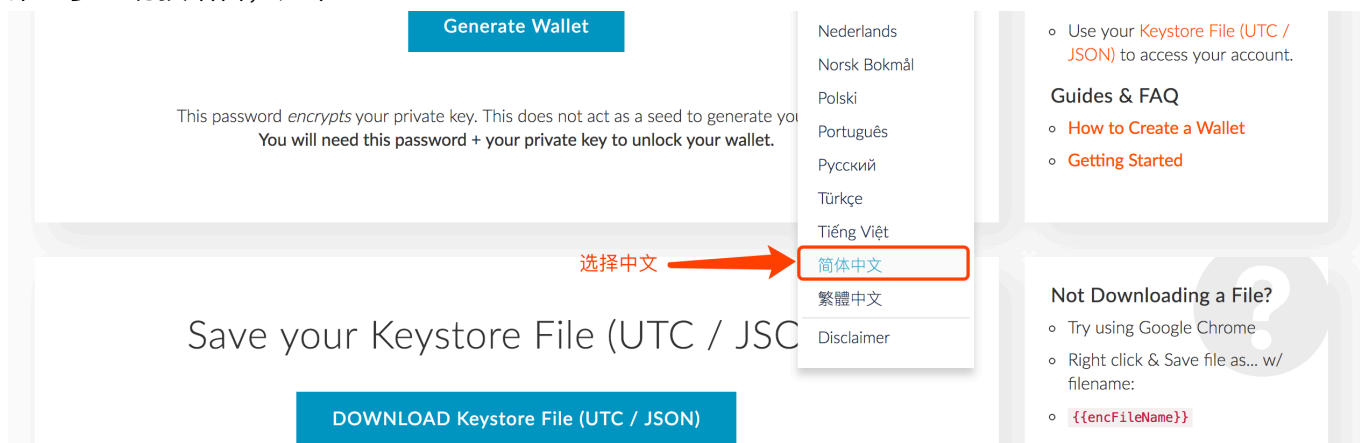 Generate Wallet
This password encrypts your private key. This does not act as a seed to generate you
You will need this password + your private key to unlock your wallet.
Nederlands
Norsk Bokmål
Polski
Português
Русский
Türkçe
Tiếng Việt
选择中文
简体中文
繁體中文
Disclaimer
Save your Keystore File (UTC / JSO
DOWNLOAD Keystore File (UTC / JSON)
Use your Keystore File (UTC /
JSON) to access your account.
Guides & FAQ
How to Create a Wallet
Getting Started
Not Downloading a File?
Try using Google Chrome
Right click & Save file as... w/
filename:
{{encFileName}}